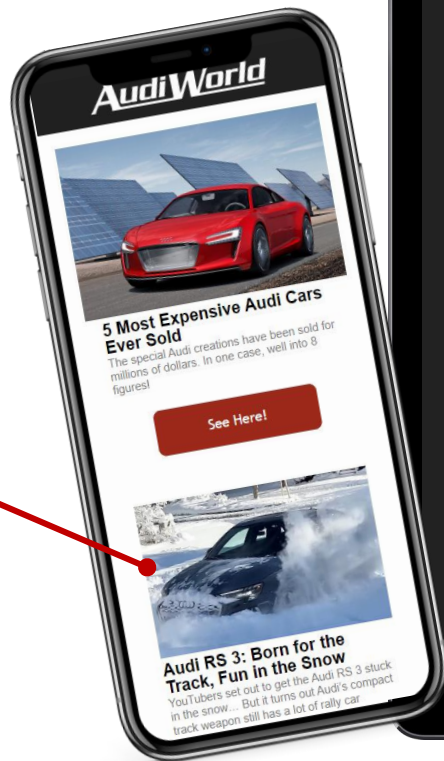 AudiWorld
5 Most Expensive Audi Cars
Ever Sold
The special Audi creations have been sold for
millions of dollars. In one case, well into 8
figures!
See Here!
Audi RS 3: Born for the
Track, Fun in the Snow
YouTubers set out to get the Audi RS 3 stuck
in the snow... But it turns out Audi's compact
track weapon still has a lot of rally car